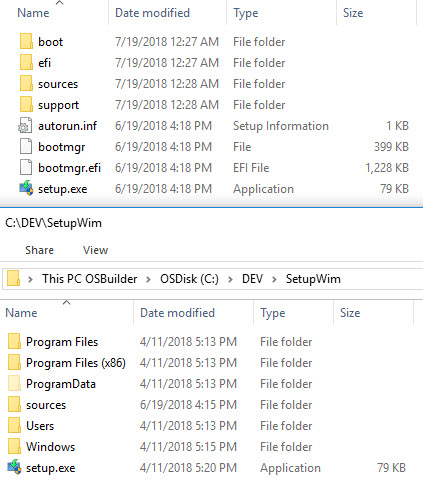 Name Date modified Type Size
boot 7/19/2018 12:27 AM File folder
efi 7/19/2018 12:27 AM File folder
sources 7/19/2018 12:28 AM File folder
support 7/19/2018 12:28 AM File folder
autorun.inf 6/19/2018 4:18 PM Setup Information 1 KB
bootmgr 6/19/2018 4:18 PM File 399 KB
bootmgr.efi 6/19/2018 4:18 PM EFI File 1,228 KB
setup.exe 6/19/2018 4:18 PM Application 79 KB
C:\DEV\SetupWim
Share View
This PC OSBuilder > OSDisk (C:) > DEV > SetupWim
Name Date modified Type Size
Program Files 4/11/2018 5:13 PM File folder
Program Files (x86) 4/11/2018 5:13 PM File folder
ProgramData 4/11/2018 5:13 PM File folder
sources 6/19/2018 4:15 PM File folder
Users 4/11/2018 5:13 PM File folder
Windows 4/11/2018 5:15 PM File folder
setup.exe 4/11/2018 5:20 PM Application 79 KB